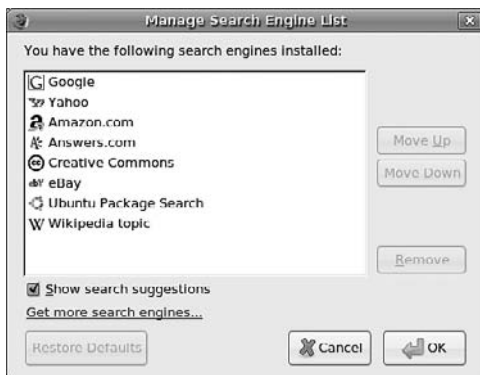 Manage Search Engine List
You have the following search engines installed:
Google
Yahoo
Amazon.com
Answers.com
Creative Commons
eBay
Ubuntu Package Search
Wikipedia topic
Move Up
Move Down
Remove
Show search suggestions
Get more search engines...
Restore Defaults
Cancel
OK